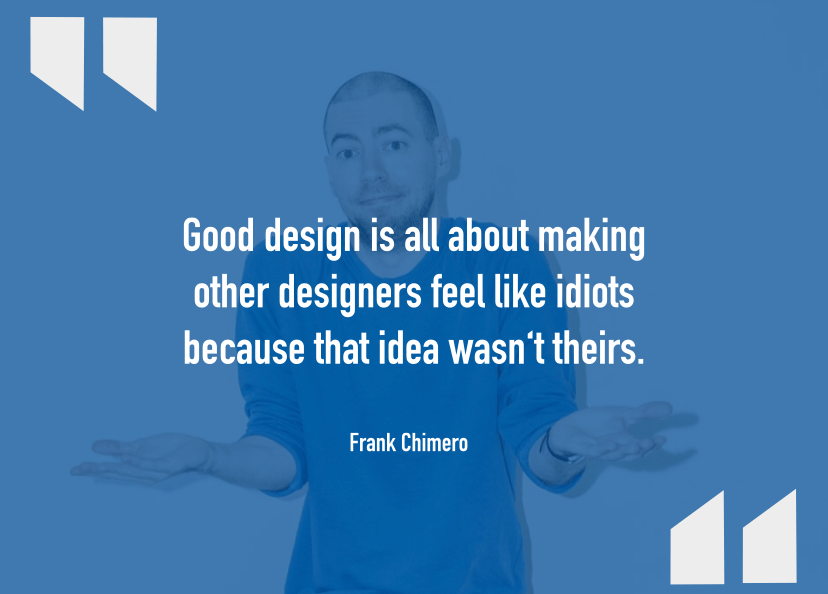 Good design is all about making
other designers feel like idiots
because that idea wasn‘t theirs.
Frank Chimero